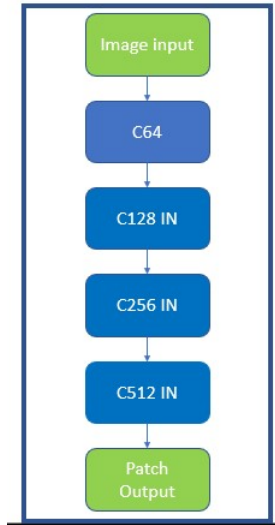 Image input
C64
C128 IN
C256 IN
C512 IN
Patch
Output